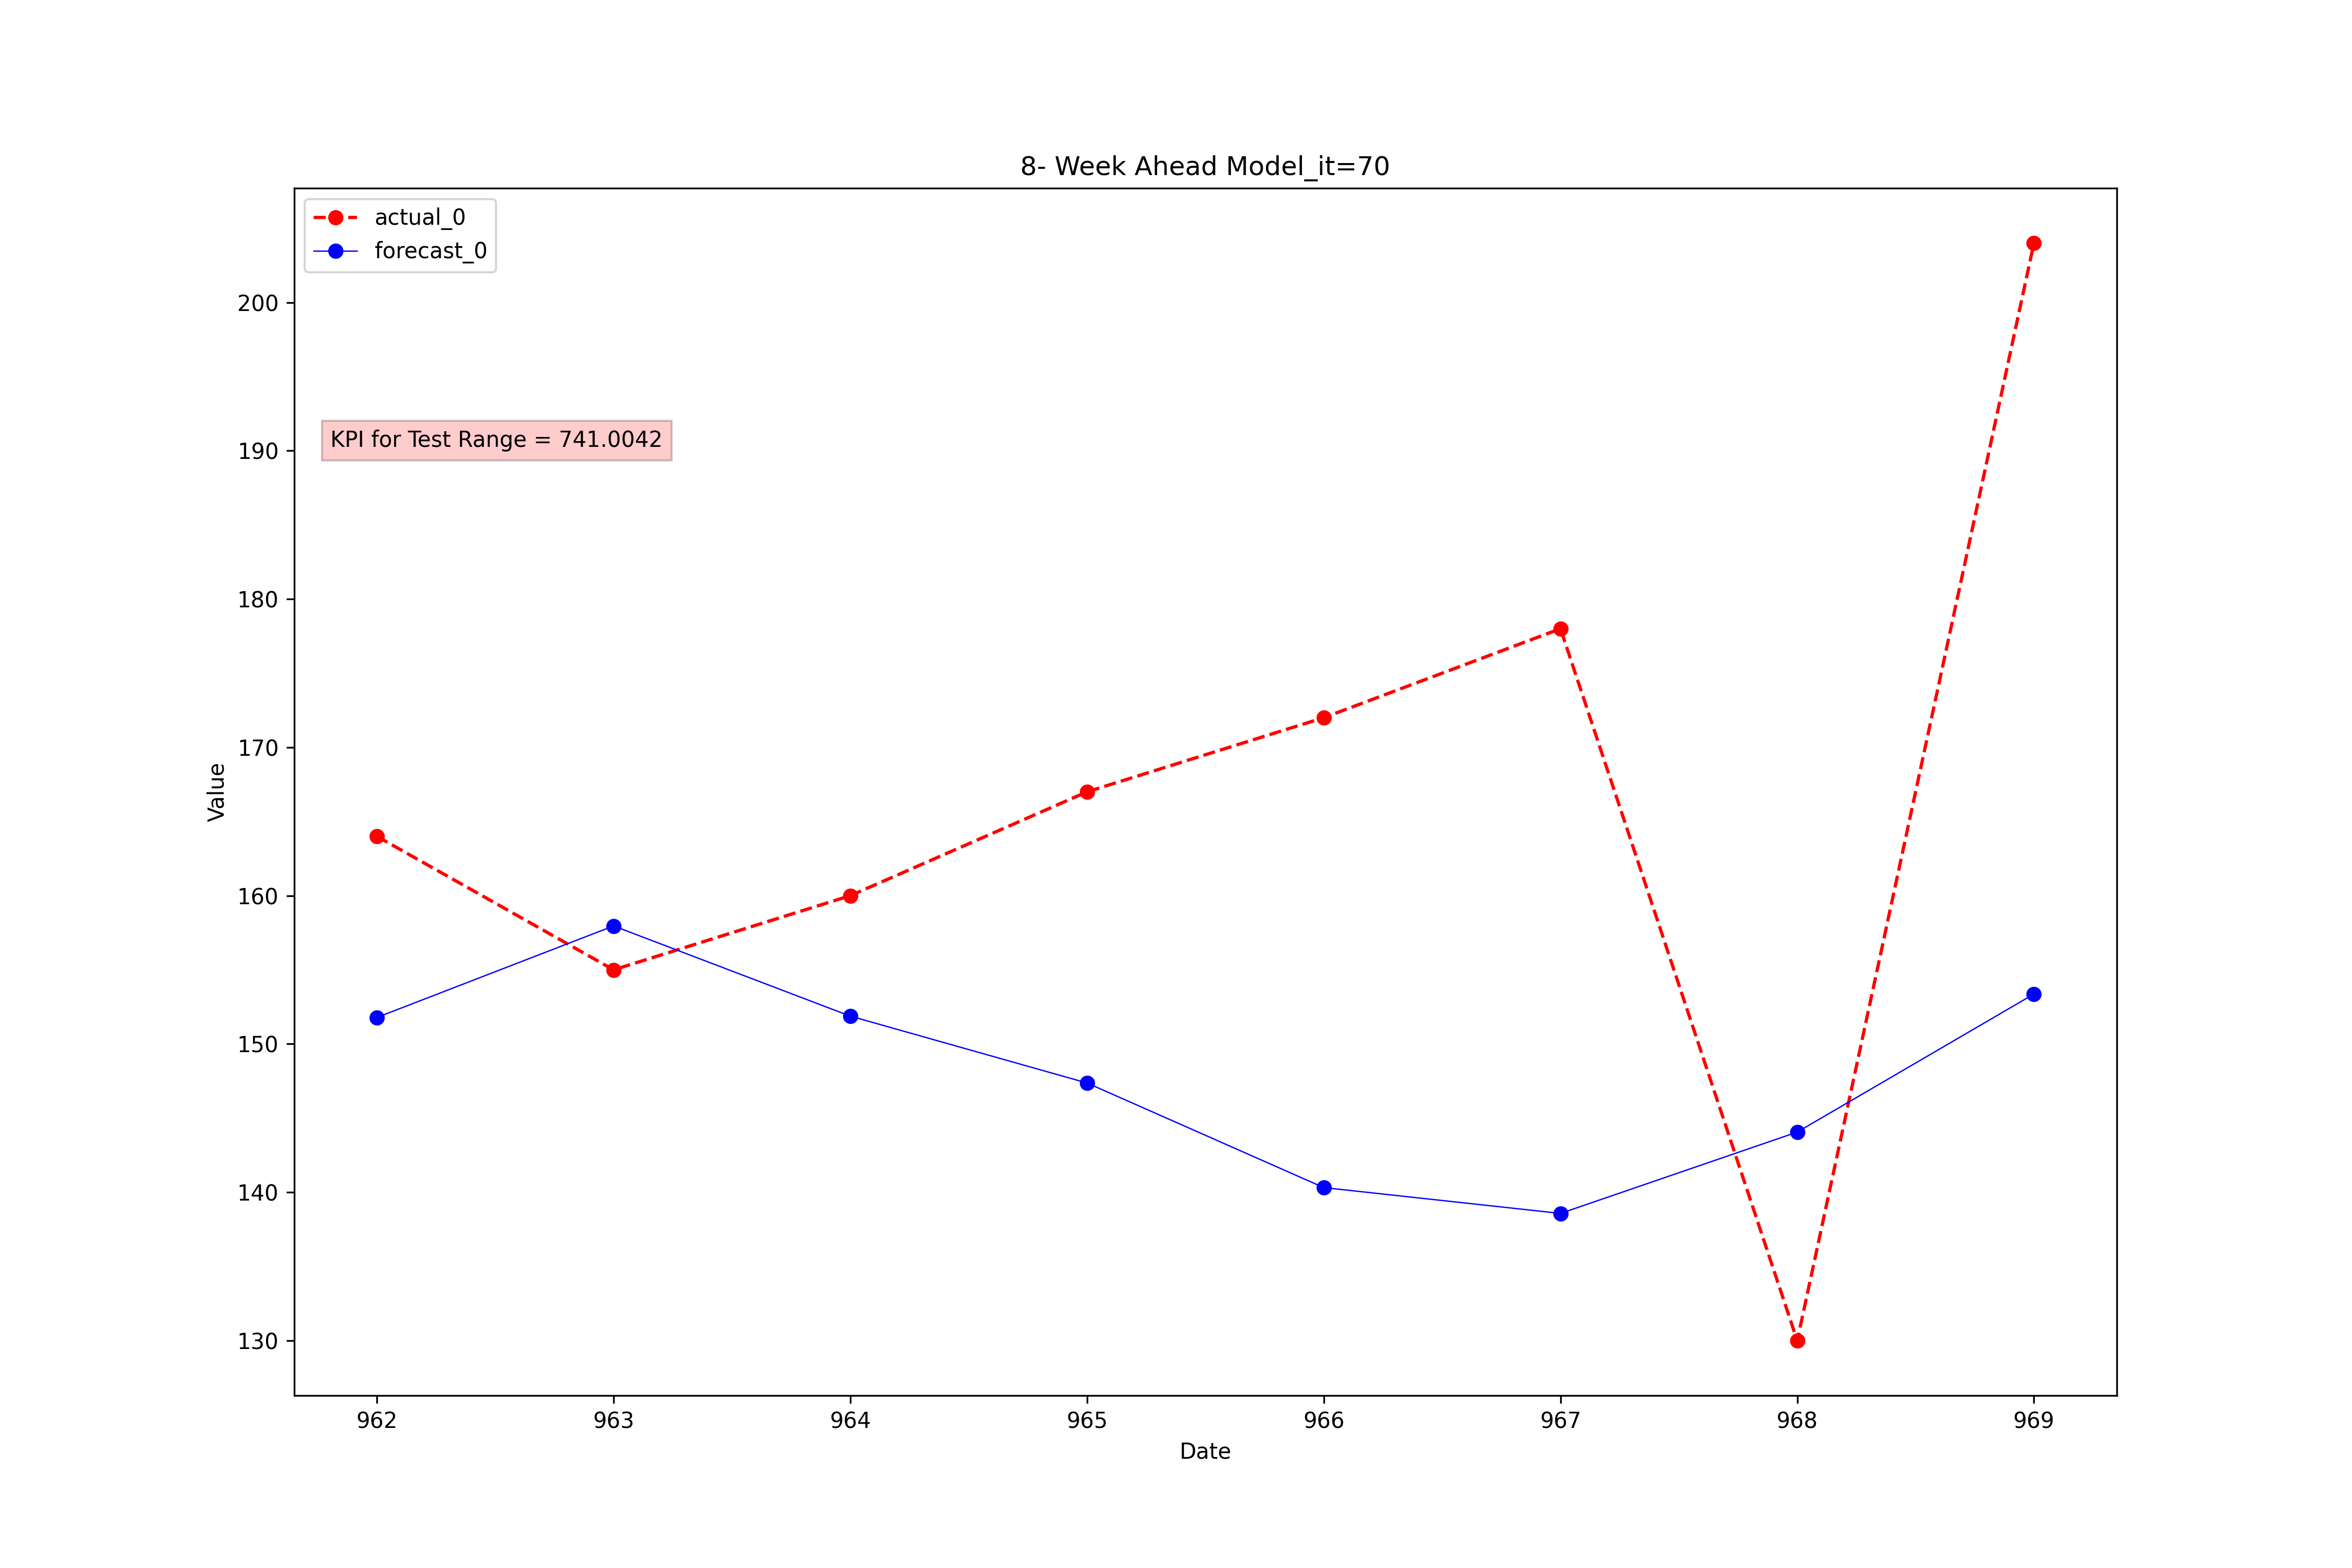 8- Week Ahead Model_it=70
actual_0
forecast_0
KPI for Test Range = 741.0042
200
190
180
170
160
150
140
130
Value
962 963 964 965 966 967 968 969
Date